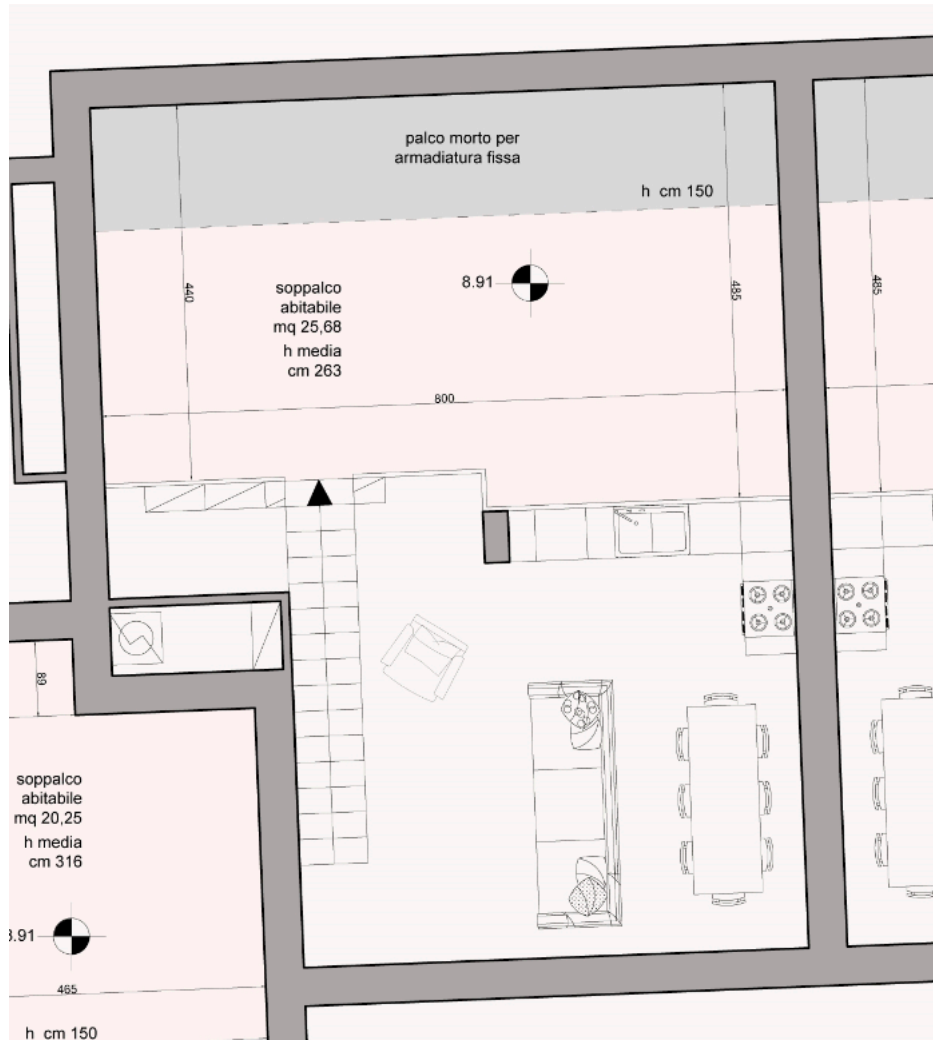 palco morto per
armadiatura fissa
h cm 150
8.91
soppalco
abitabile
mq 25,68
h media
cm 263
440
485
485
800
89
soppalco
abitabile
mq 20,25
h media
cm 316
8.91
465
h cm 150